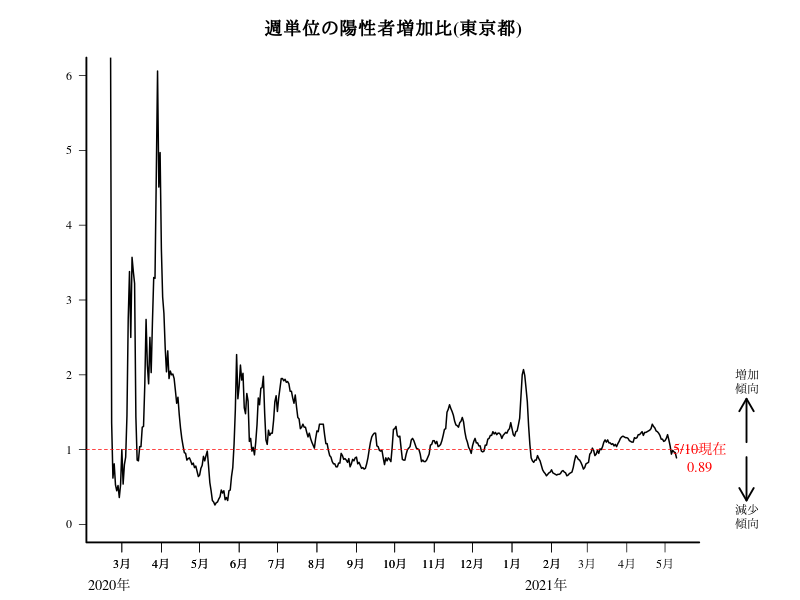 週単位の陽性者増加比(東京都)
6
5
4
3
2
1
0
増加
傾向
5/10現在
0.89
減少
傾向
3月 4月 5月 6月 7月 8月 9月 10月 11月 12月 1月 2月 3月 4月 5月
2020年 2021年